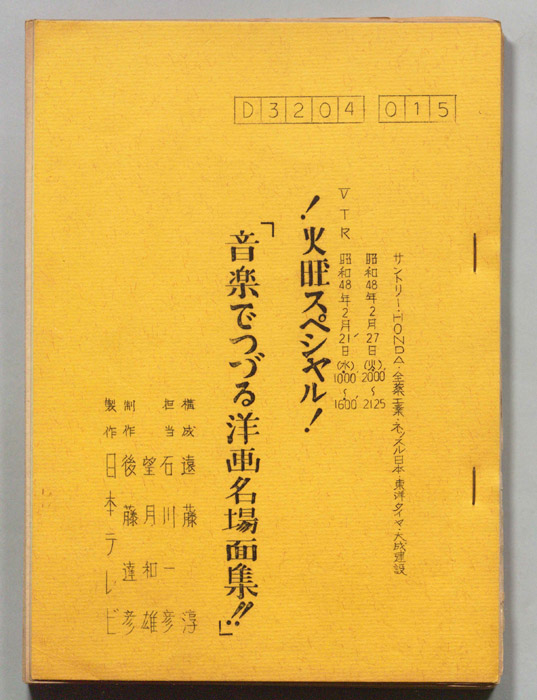 D3204 015
サントリー・HONDA・全薬工業・ネッスル日本・東洋タイマ・大成建設
昭和48年2月27日(火)2000'〜2125
VTR 昭和48年2月21日(水)1000'〜1600'
！火曜スペシャル！
「音楽でつづる洋画名場面集!!」
構成 遠藤 淳
担当 石川一彦
望月和雄
制作 後藤達彦
製作 日本テレビ